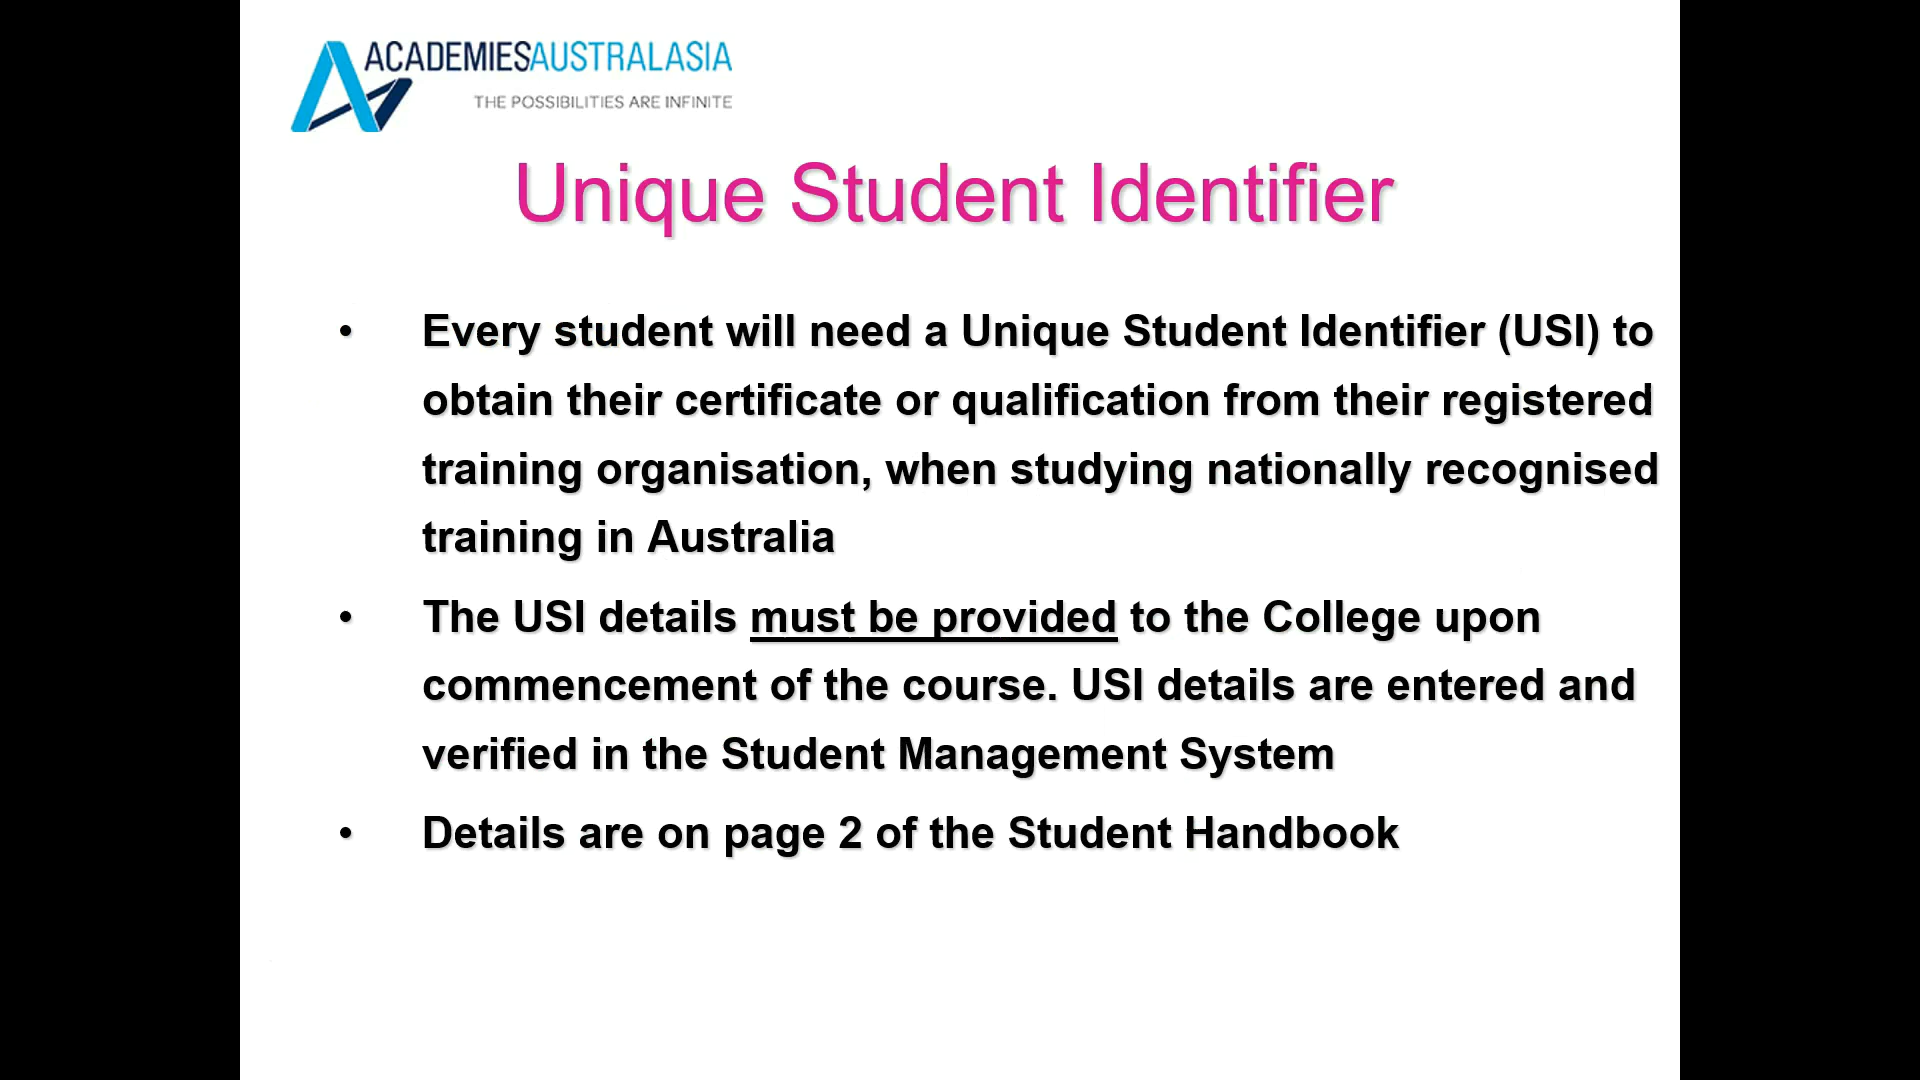 ACADEMIESAUSTRALASIA
THE POSSIBILITIES ARE INFINITE
Unique Student Identifier
• Every student will need a Unique Student Identifier (USI) to
obtain their certificate or qualification from their registered
training organisation, when studying nationally recognised
training in Australia
• The USI details must be provided to the College upon
commencement of the course. USI details are entered and
verified in the Student Management System
• Details are on page 2 of the Student Handbook